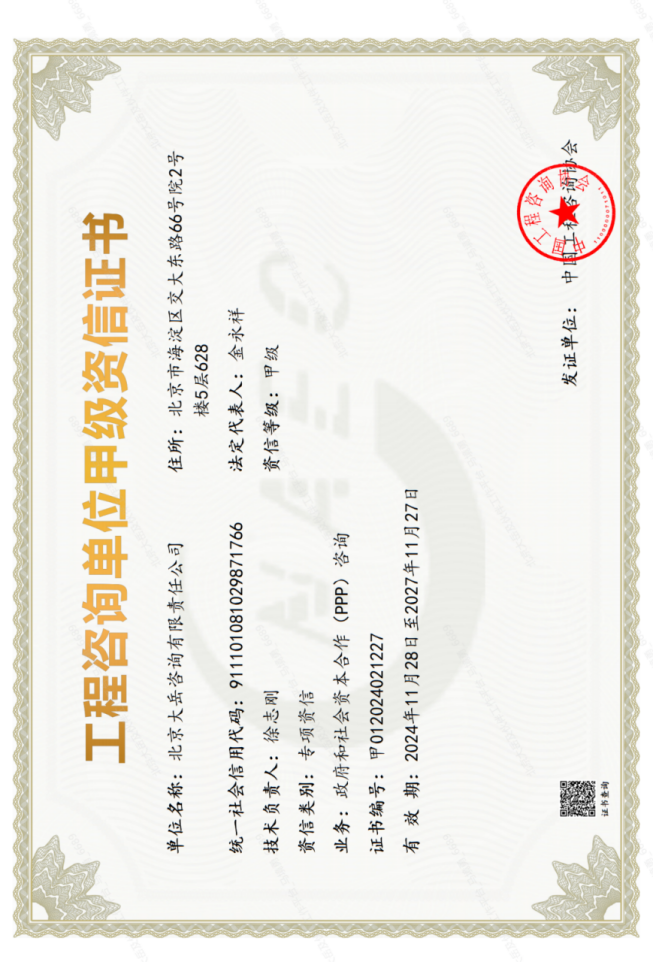 工程咨询单位甲级资信证书
单位名称：北京大岳咨询有限责任公司
住所：北京市海淀区交大东路66号院2号
楼5层628
统一社会信用代码：911101081029871766
法定代表人：金永祥
技术负责人：徐志刚
资信等级：甲级
资信类别：专项资信
业务：政府和社会资本合作（PPP）咨询
证书编号：甲012024021227
有 效 期：2024年11月28日至2027年11月27日
CNAEC
发证单位：中国工程咨询协会
证书查询